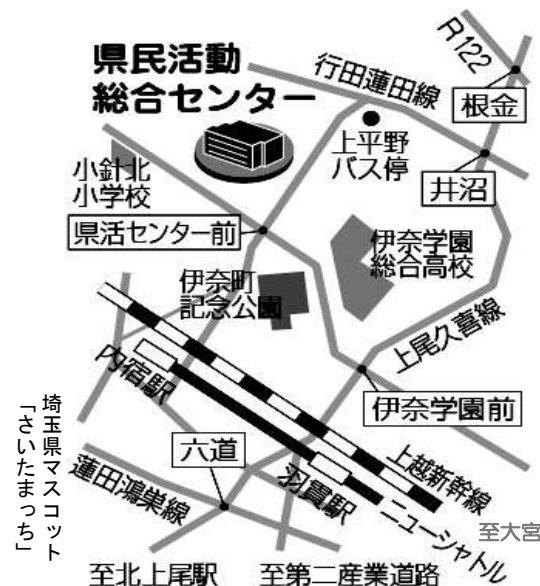 県民活動
総合センター
R122
行田蓮田線
根金
上平野
バス停
井沼
小針北
小学校
県活センター前
伊奈学園
総合高校
伊奈町
記念公園
上尾久喜線
内宿駅
伊奈学園前
六道
羽貫駅
上越新幹線
蓮田鴻巣線
ニューシャトル
至大宮
至北上尾駅
至第二産業道路
埼玉県マスコット
「さいたまっち」